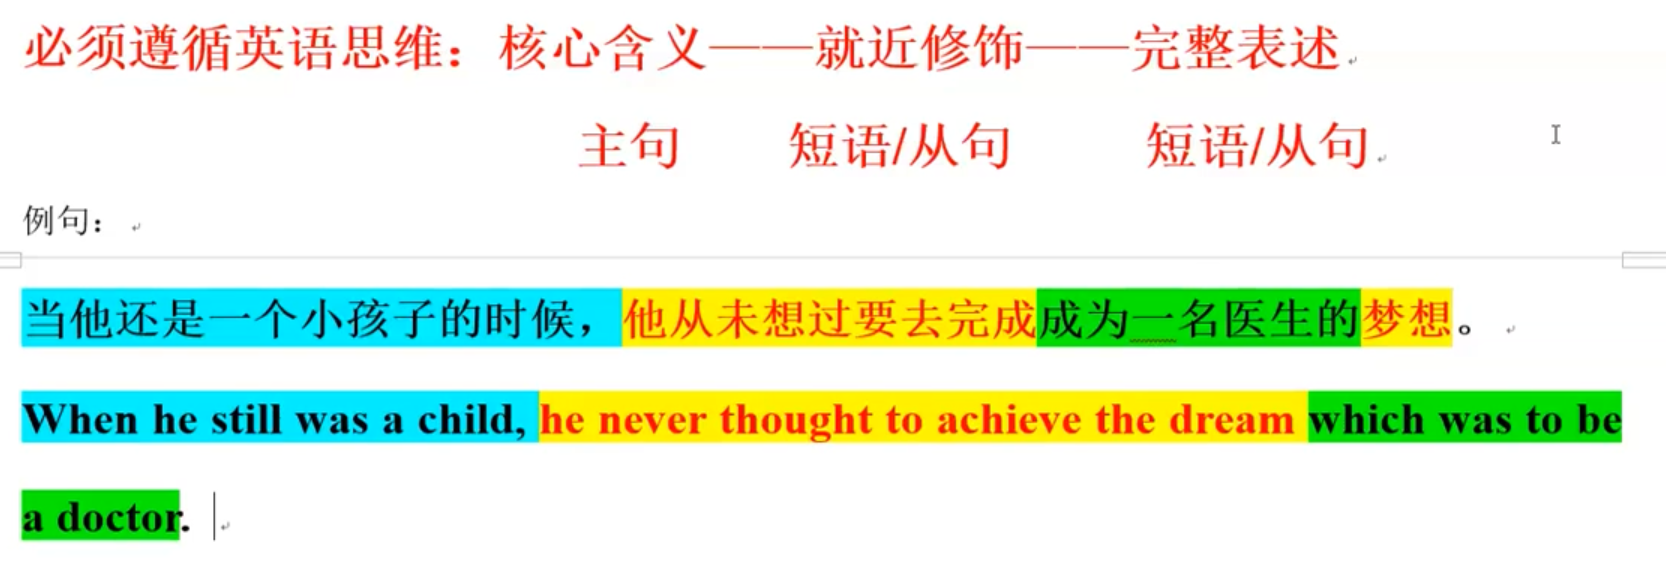 必须遵循英语思维：核心含义——就近修饰——完整表述
主句 短语/从句 短语/从句
例句：
当他还是一个小孩子的时候，他从未想过要去完成成为一名医生的梦想。
When he still was a child, he never thought to achieve the dream which was to be
a doctor.